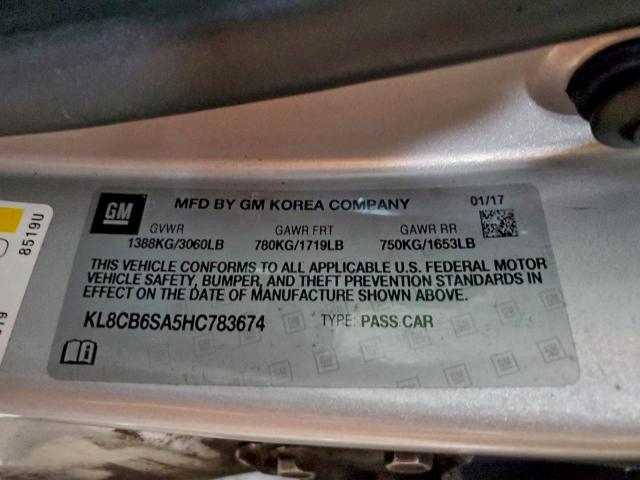 GM
MFD BY GM KOREA COMPANY 01/17
GVWR GAWR FRT GAWR RR
1388KG/3060LB 780KG/1719LB 750KG/1653LB
THIS VEHICLE CONFORMS TO ALL APPLICABLE U.S. FEDERAL MOTOR
VEHICLE SAFETY, BUMPER, AND THEFT PREVENTION STANDARDS IN
EFFECT ON THE DATE OF MANUFACTURE SHOWN ABOVE.
KL8CB6SA5HC783674 TYPE: PASS CAR
8519U